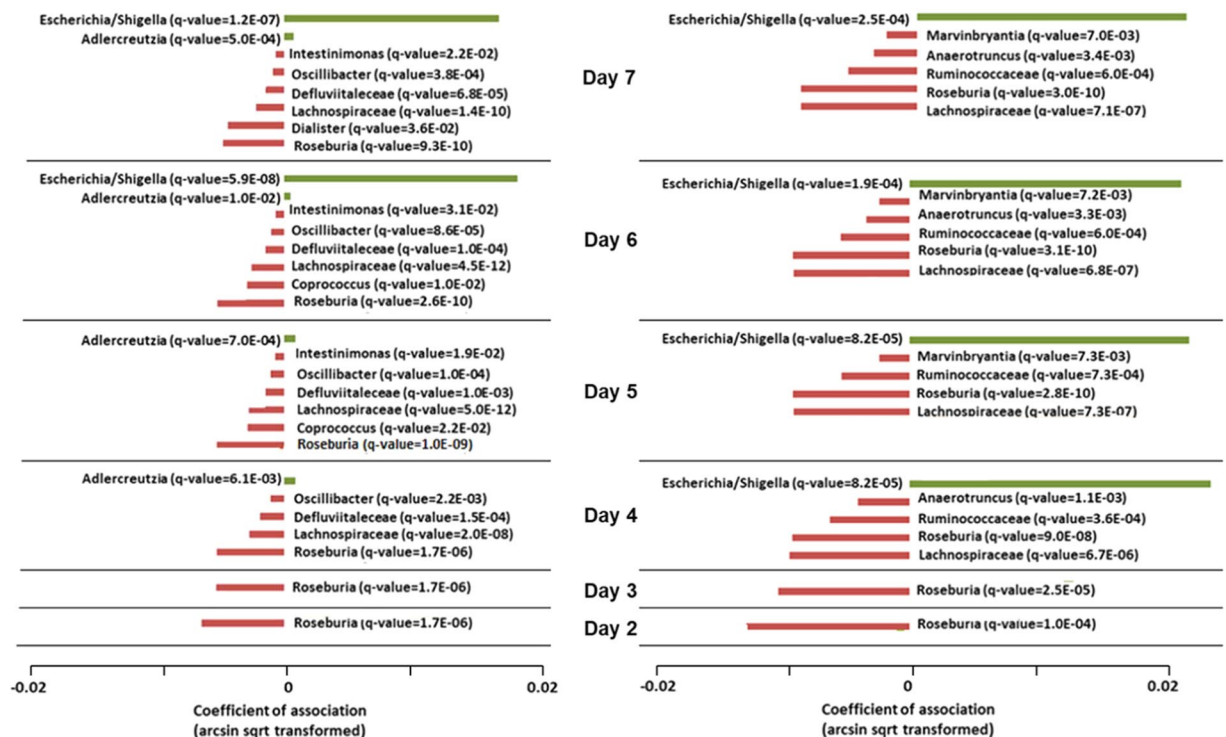 Escherichia/Shigella (q-value=1.2E-07)
Adlercreutzia (q-value=5.0E-04)
Intestinimonas (q-value=2.2E-02)
Oscillibacter (q-value=3.8E-04)
Defluviitaleceae (q-value=6.8E-05)
Lachnospiraceae (q-value=1.4E-10)
Dialister (q-value=3.6E-02)
Roseburia (q-value=9.3E-10)
Day 7
Escherichia/Shigella (q-value=2.5E-04)
Marvinbryantia (q-value=7.0E-03)
Anaerotruncus (q-value=3.4E-03)
Ruminococcaceae (q-value=6.0E-04)
Roseburia (q-value=3.0E-10)
Lachnospiraceae (q-value=7.1E-07)
Escherichia/Shigella (q-value=5.9E-08)
Adlercreutzia (q-value=1.0E-02)
Intestinimonas (q-value=3.1E-02)
Oscillibacter (q-value=8.6E-05)
Defluviitaleceae (q-value=1.0E-04)
Lachnospiraceae (q-value=4.5E-12)
Coprococcus (q-value=1.0E-02)
Roseburia (q-value=2.6E-10)
Day 6
Escherichia/Shigella (q-value=1.9E-04)
Marvinbryantia (q-value=7.2E-03)
Anaerotruncus (q-value=3.3E-03)
Ruminococcaceae (q-value=6.0E-04)
Roseburia (q-value=3.1E-10)
Lachnospiraceae (q-value=6.8E-07)
Adlercreutzia (q-value=7.0E-04)
Intestinimonas (q-value=1.9E-02)
Oscillibacter (q-value=1.0E-04)
Defluviitaleceae (q-value=1.0E-03)
Lachnospiraceae (q-value=5.0E-12)
Coprococcus (q-value=2.2E-02)
Roseburia (q-value=1.0E-09)
Day 5
Escherichia/Shigella (q-value=8.2E-05)
Marvinbryantia (q-value=7.3E-03)
Ruminococcaceae (q-value=7.3E-04)
Roseburia (q-value=2.8E-10)
Lachnospiraceae (q-value=7.3E-07)
Adlercreutzia (q-value=6.1E-03)
Oscillibacter (q-value=2.2E-03)
Defluviitaleceae (q-value=1.5E-04)
Lachnospiraceae (q-value=2.0E-08)
Roseburia (q-value=1.7E-06)
Day 4
Escherichia/Shigella (q-value=8.2E-05)
Anaerotruncus (q-value=1.1E-03)
Ruminococcaceae (q-value=3.6E-04)
Roseburia (q-value=9.0E-08)
Lachnospiraceae (q-value=6.7E-06)
Roseburia (q-value=1.7E-06)
Day 3
Roseburia (q-value=2.5E-05)
Roseburia (q-value=1.7E-06)
Day 2
Roseburia (q-value=1.0E-04)
-0.02 0 0.02
Coefficient of association
(arcsin sqrt transformed)
-0.02 0 0.02
Coefficient of association
(arcsin sqrt transformed)